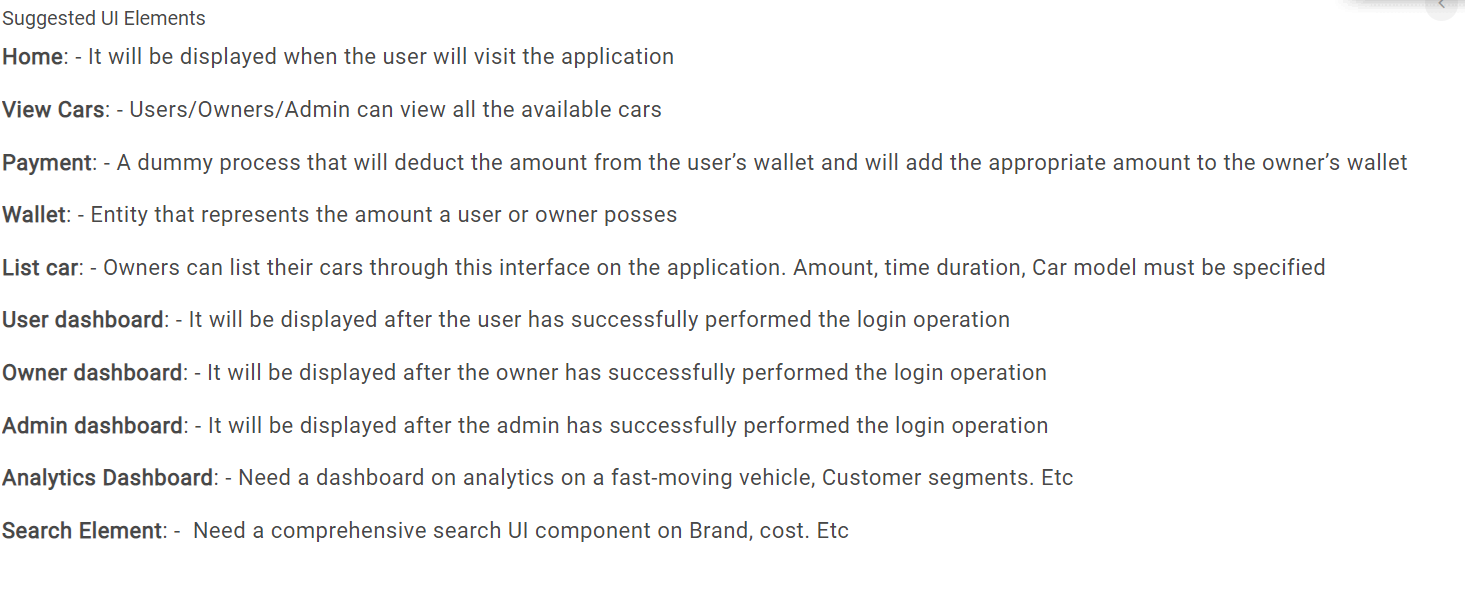 Suggested UI Elements
Home: - It will be displayed when the user will visit the application
View Cars: - Users/Owners/Admin can view all the available cars
Payment: - A dummy process that will deduct the amount from the user’s wallet and will add the appropriate amount to the owner’s wallet
Wallet: - Entity that represents the amount a user or owner posses
List car: - Owners can list their cars through this interface on the application. Amount, time duration, Car model must be specified
User dashboard: - It will be displayed after the user has successfully performed the login operation
Owner dashboard: - It will be displayed after the owner has successfully performed the login operation
Admin dashboard: - It will be displayed after the admin has successfully performed the login operation
Analytics Dashboard: - Need a dashboard on analytics on a fast-moving vehicle, Customer segments. Etc
Search Element: -  Need a comprehensive search UI component on Brand, cost. Etc